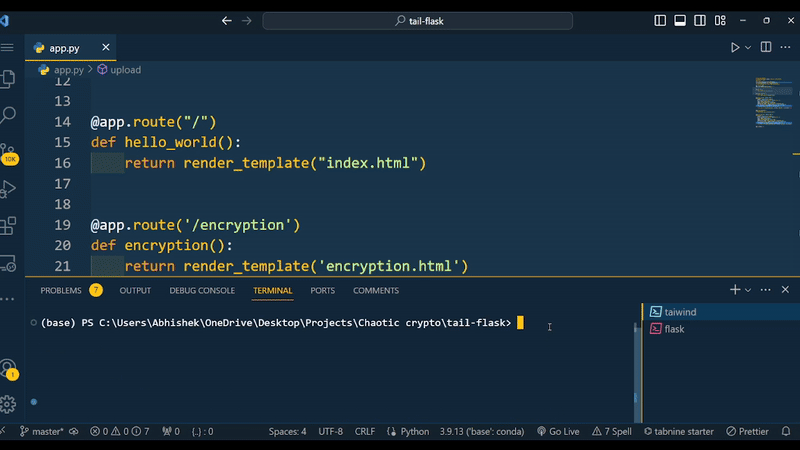 tail-flask
app.py
app.py > upload
12
13
14 @app.route("/")
15 def hello_world():
16 return render_template("index.html")
17
18
19 @app.route('/encryption')
20 def encryption():
21 return render_template('encryption.html')
PROBLEMS 7 OUTPUT DEBUG CONSOLE TERMINAL PORTS COMMENTS
(base) PS C:\Users\Abhishek\OneDrive\Desktop\Projects\Chaotic crypto\tail-flask>
taiwind
flask
10K
1
master* 0 0 7 0 {..} : 0 Spaces: 4 UTF-8 CRLF Python 3.9.13 ('base': conda) Go Live 7 Spell tabnine starter Prettier